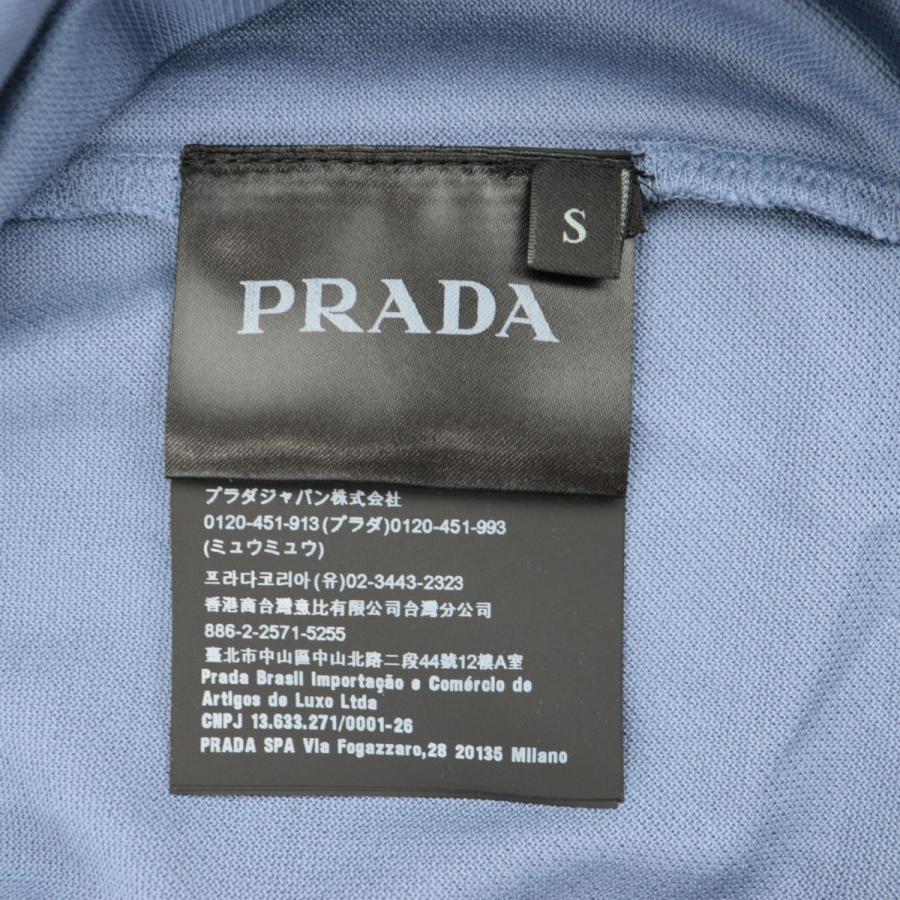 S
PRADA
プラダジャパン株式会社
0120-451-913(プラダ)0120-451-993
(ミュウミュウ)
프라다코리아(유)02-3443-2323
香港商台灣意比有限公司台灣分公司
886-2-2571-5255
臺北市中山區中山北路二段44號12樓A室
Prada Brasil Importação e Comércio de
Artigos de Luxo Ltda
CNPJ 13.633.271/0001-26
PRADA SPA Via Fogazzaro,28 20135 Milano